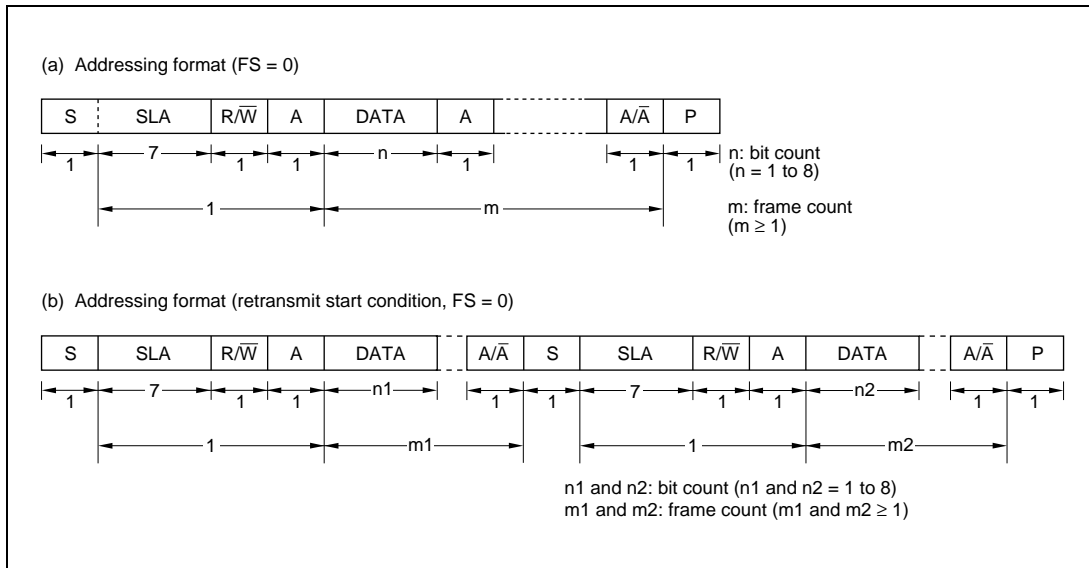 (a) Addressing format (FS = 0)
S SLA R/W̅ A DATA A A/A̅ P
1 7 1 1 n 1 1 1
n: bit count
(n = 1 to 8)
1 m
m: frame count
(m ≥ 1)
(b) Addressing format (retransmit start condition, FS = 0)
S SLA R/W̅ A DATA A/A̅ S SLA R/W̅ A DATA A/A̅ P
1 7 1 1 n1 1 1 7 1 1 n2 1 1
1 m1 1 m2
n1 and n2: bit count (n1 and n2 = 1 to 8)
m1 and m2: frame count (m1 and m2 ≥ 1)